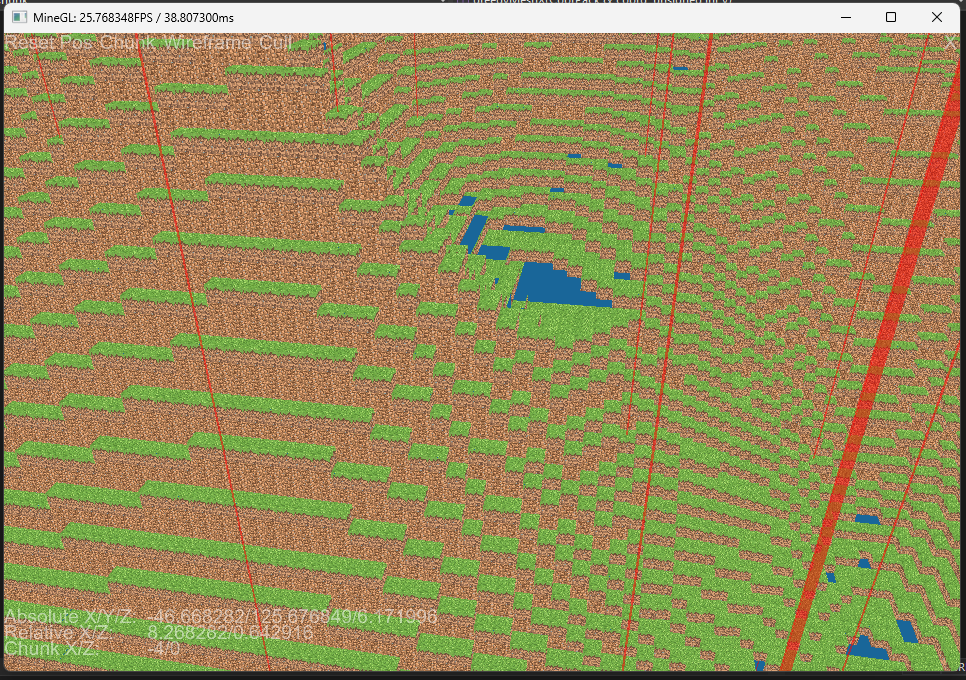 MineGL: 25.768348FPS / 38.807300ms
Reset Pos Chunk Wireframe Cull X
Absolute X/Y/Z: -46.668282/125.676849/6.171996
Relative X/Z: 8.268262/0.642916
Chunk X/Z: -4/0